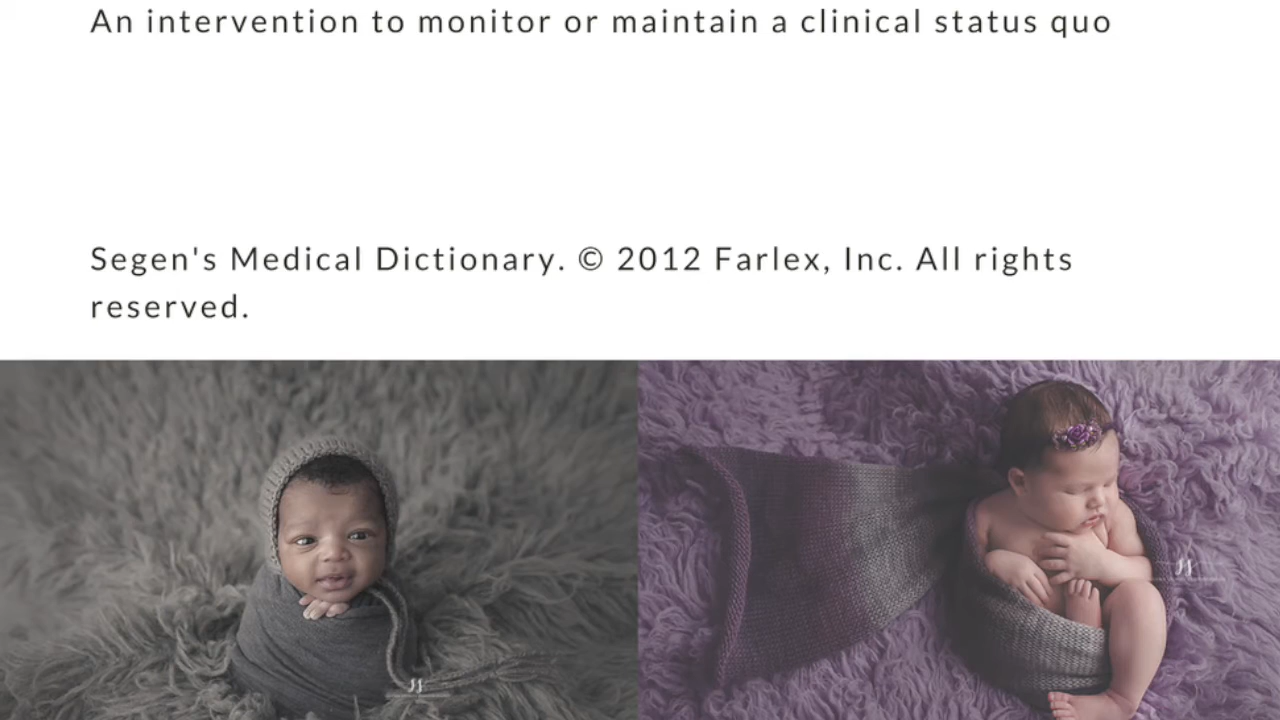 An intervention to monitor or maintain a clinical status quo
Segen's Medical Dictionary. © 2012 Farlex, Inc. All rights
reserved.